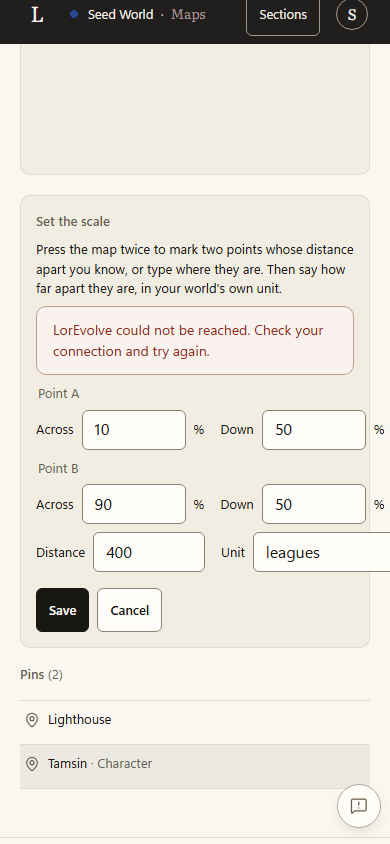 L Seed World · Maps Sections S
Set the scale
Press the map twice to mark two points whose distance
apart you know, or type where they are. Then say how
far apart they are, in your world's own unit.
LorEvolve could not be reached. Check your
connection and try again.
Point A
Across 10 % Down 50 %
Point B
Across 90 % Down 50 %
Distance 400 Unit leagues
Save Cancel
Pins (2)
Lighthouse
Tamsin · Character